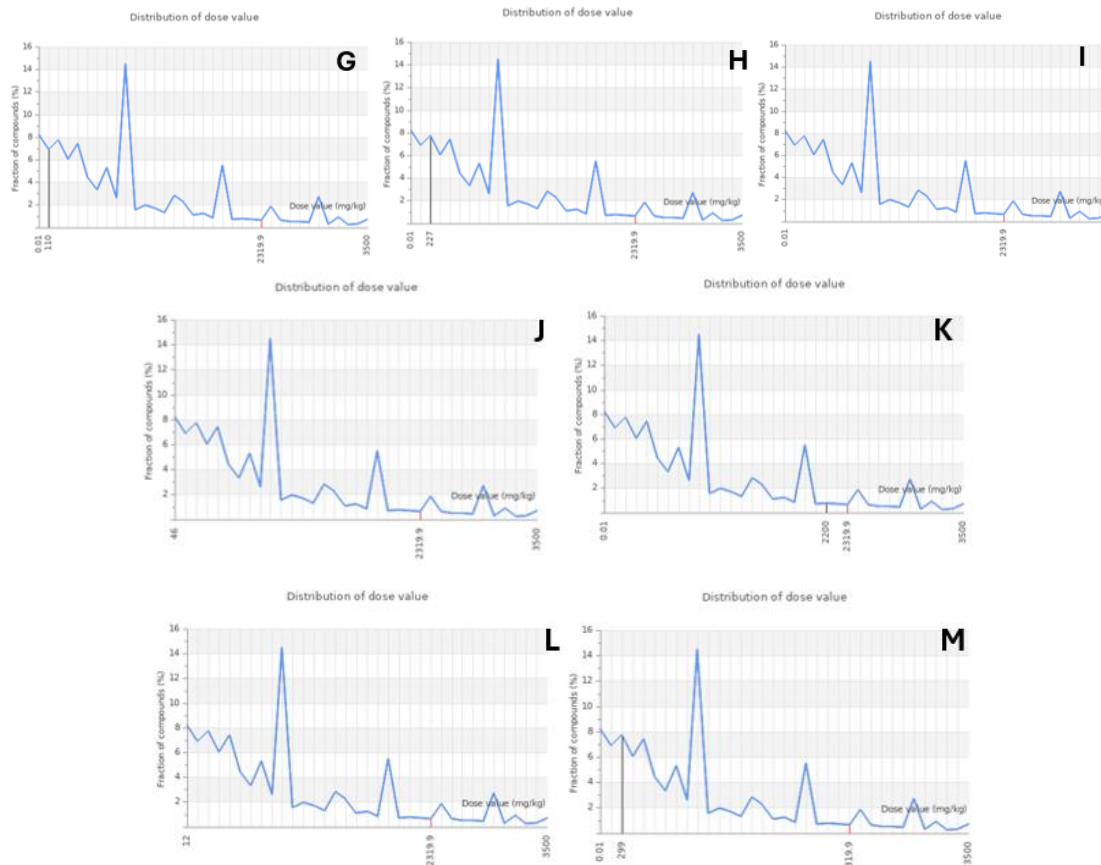 Distribution of dose value
G
Fraction of compounds (%)
16
14
12
10
8
6
4
2
Dose value (mg/kg)
0.01
110
2319.9
3500
Distribution of dose value
H
Fraction of compounds (%)
16
14
12
10
8
6
4
2
Dose value (mg/kg)
0.01
227
2319.9
3500
Distribution of dose value
I
Fraction of compounds (%)
16
14
12
10
8
6
4
2
Dose value (mg/kg)
0.01
2319.9
Distribution of dose value
J
Fraction of compounds (%)
16
14
12
10
8
6
4
2
Dose value (mg/kg)
46
2319.9
3500
Distribution of dose value
K
Fraction of compounds (%)
16
14
12
10
8
6
4
2
Dose value (mg/kg)
0.01
2200
2319.9
3500
Distribution of dose value
L
Fraction of compounds (%)
16
14
12
10
8
6
4
2
Dose value (mg/kg)
12
2319.9
3500
Distribution of dose value
M
Fraction of compounds (%)
16
14
12
10
8
6
4
2
Dose value (mg/kg)
0.01
299
319.9
3500